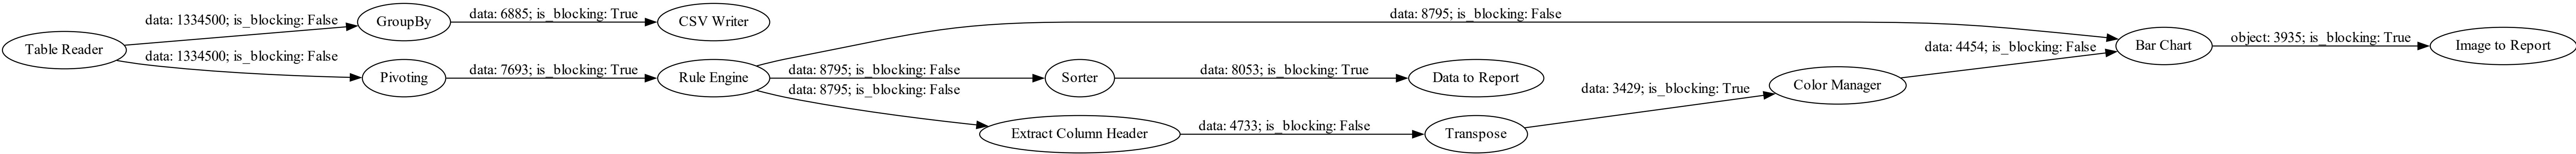 data: 8795; is_blocking: False
data: 1334500; is_blocking: False
GroupBy
data: 6885; is_blocking: True
CSV Writer
Table Reader
data: 1334500; is_blocking: False
Pivoting
data: 7693; is_blocking: True
Rule Engine
data: 8795; is_blocking: False
Sorter
data: 8053; is_blocking: True
Data to Report
data: 8795; is_blocking: False
Extract Column Header
data: 4733; is_blocking: False
Transpose
data: 3429; is_blocking: True
Color Manager
data: 4454; is_blocking: False
Bar Chart
object: 3935; is_blocking: True
Image to Report